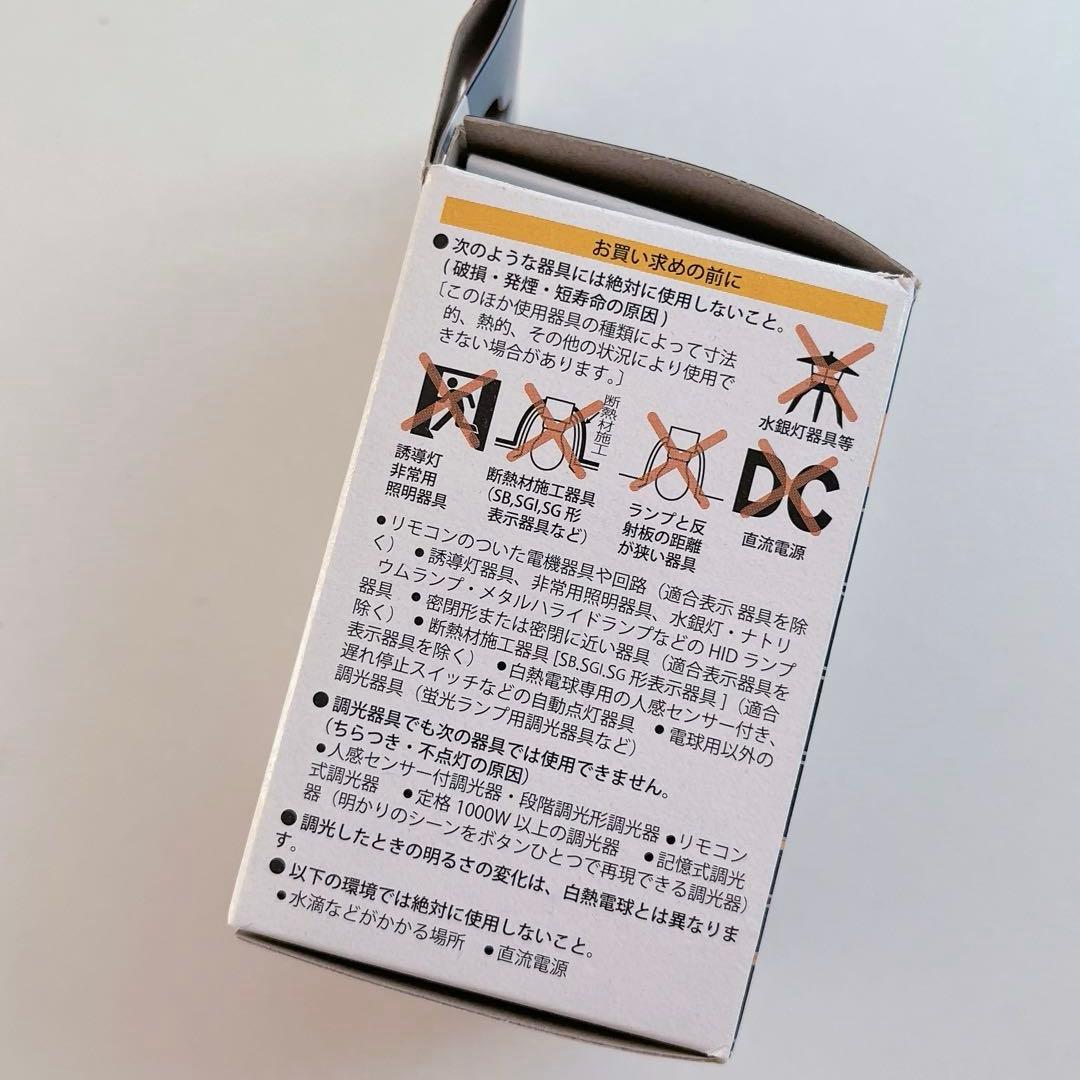 お買い求めの前に
●次のような器具には絶対に使用しないこと。
(破損・発煙・短寿命の原因)
〔このほか使用器具の種類によって寸法
的、熱的、その他の状況により使用で
きない場合があります。〕
水銀灯器具等
誘導灯
非常用
照明器具
断熱材施工
断熱材施工器具
(SB,SGI,SG形
表示器具など)
ランプと反
射板の距離
が狭い器具
DC
直流電源
●リモコンのついた電機器具や回路（適合表示 器具を除
く） ●誘導灯器具、非常用照明器具、水銀灯・ナトリ
ウムランプ・メタルハライドランプなどの HID ランプ
器具 ●密閉形または密閉に近い器具（適合表示器具を
除く） ●断熱材施工器具 [SB.SGI.SG 形表示器具 ]（適合
表示器具を除く） ●白熱電球専用の人感センサー付き、
遅れ停止スイッチなどの自動点灯器具 ●電球用以外の
調光器具（蛍光ランプ用調光器具など）
●調光器具でも次の器具では使用できません。
（ちらつき・不点灯の原因）
●人感センサー付調光器・段階調光形調光器 ●リモコン
式調光器 ●定格 1000W 以上の調光器 ●記憶式調光
器（明かりのシーンをボタンひとつで再現できる調光器）
●調光したときの明るさの変化は、白熱電球とは異なりま
す。
●以下の環境では絶対に使用しないこと。
●水滴などがかかる場所 ●直流電源